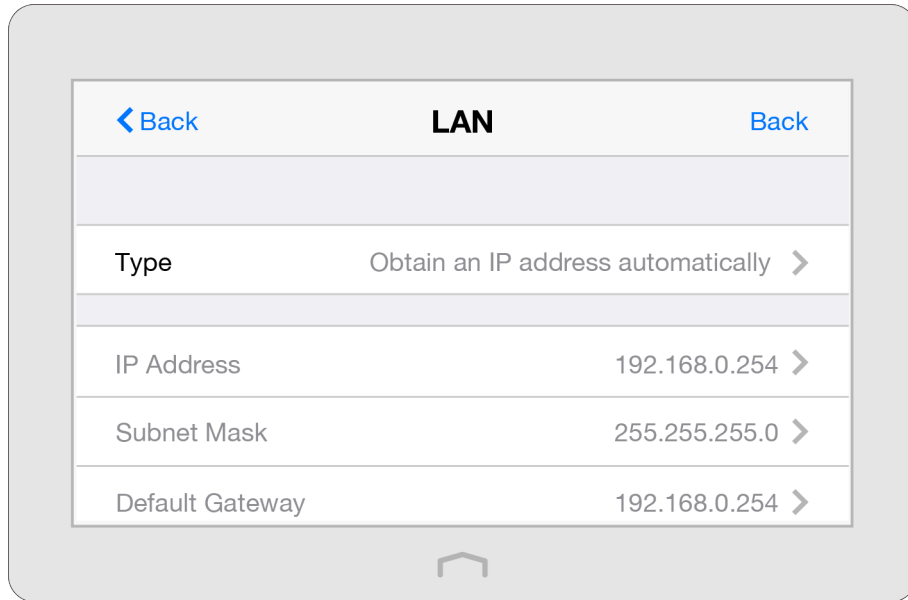 Back LAN Back
Type Obtain an IP address automatically
IP Address 192.168.0.254
Subnet Mask 255.255.255.0
Default Gateway 192.168.0.254